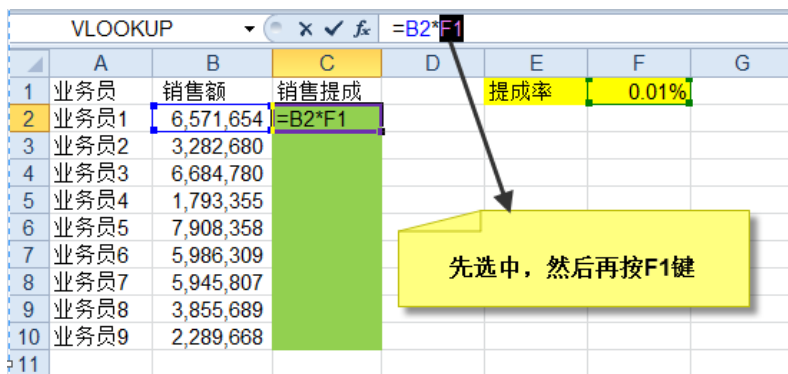 VLOOKUP =B2*F1
A B C D E F G
1 业务员 销售额 销售提成 提成率 0.01%
2 业务员1 6,571,654 =B2*F1
3 业务员2 3,282,680
4 业务员3 6,684,780
5 业务员4 1,793,355
6 业务员5 7,908,358
7 业务员6 5,986,309
8 业务员7 5,945,807
9 业务员8 3,855,689
10 业务员9 2,289,668
11
先选中，然后再按F1键